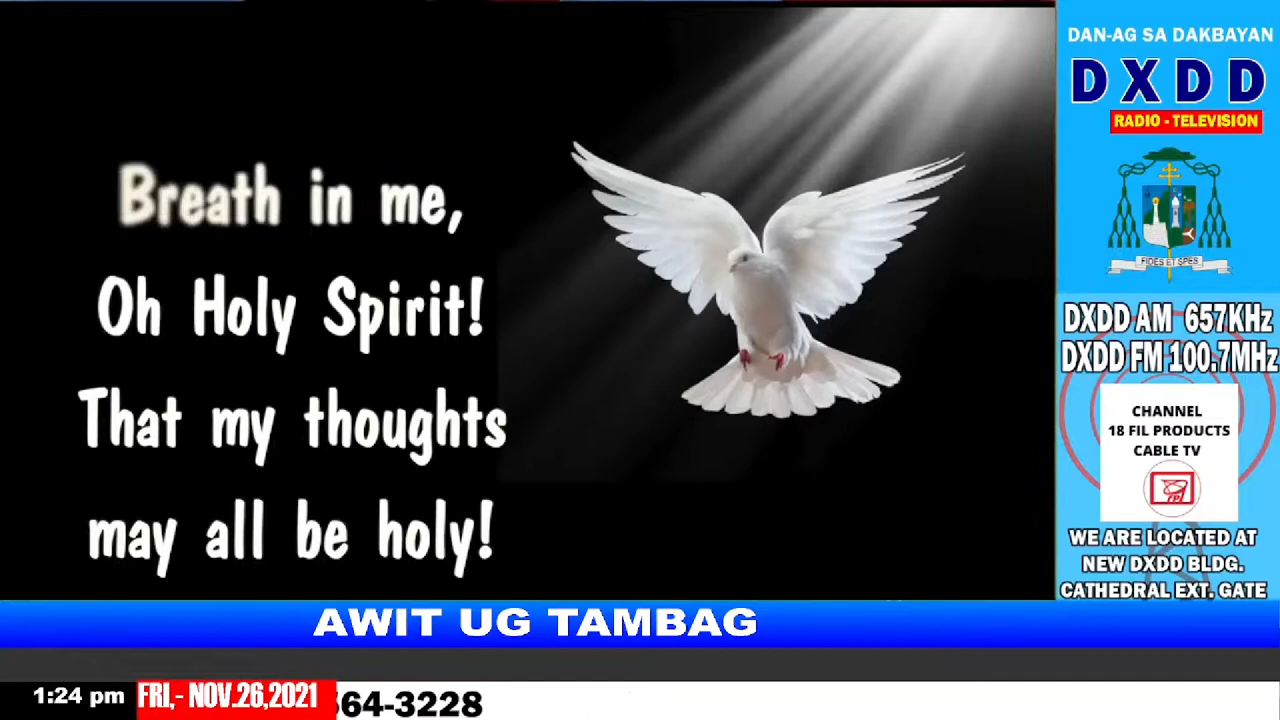 Breath in me,
Oh Holy Spirit!
That my thoughts
may all be holy!
DAN-AG SA DAKBAYAN
DXDD
RADIO - TELEVISION
FIDES ET SPES
DXDD AM 657KHz
DXDD FM 100.7MHz
CHANNEL
18 FIL PRODUCTS
CABLE TV
WE ARE LOCATED AT
NEW DXDD BLDG.
CATHEDRAL EXT. GATE
AWIT UG TAMBAG
1:24 pm FRI,- NOV.26,2021 564-3228